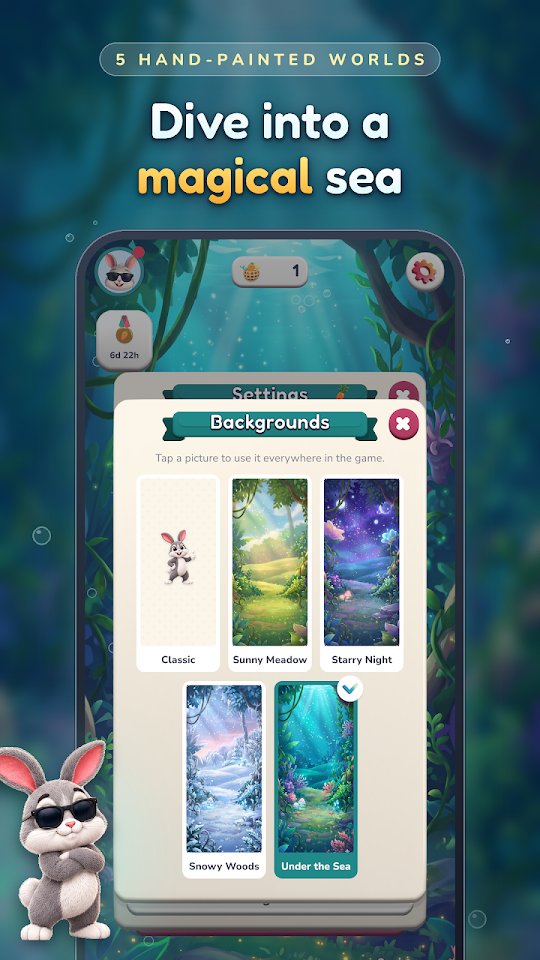 5 HAND-PAINTED WORLDS
Dive into a
magical sea
1
6d 22h
Settings
Backgrounds
Tap a picture to use it everywhere in the game.
Classic
Sunny Meadow
Starry Night
Snowy Woods
Under the Sea